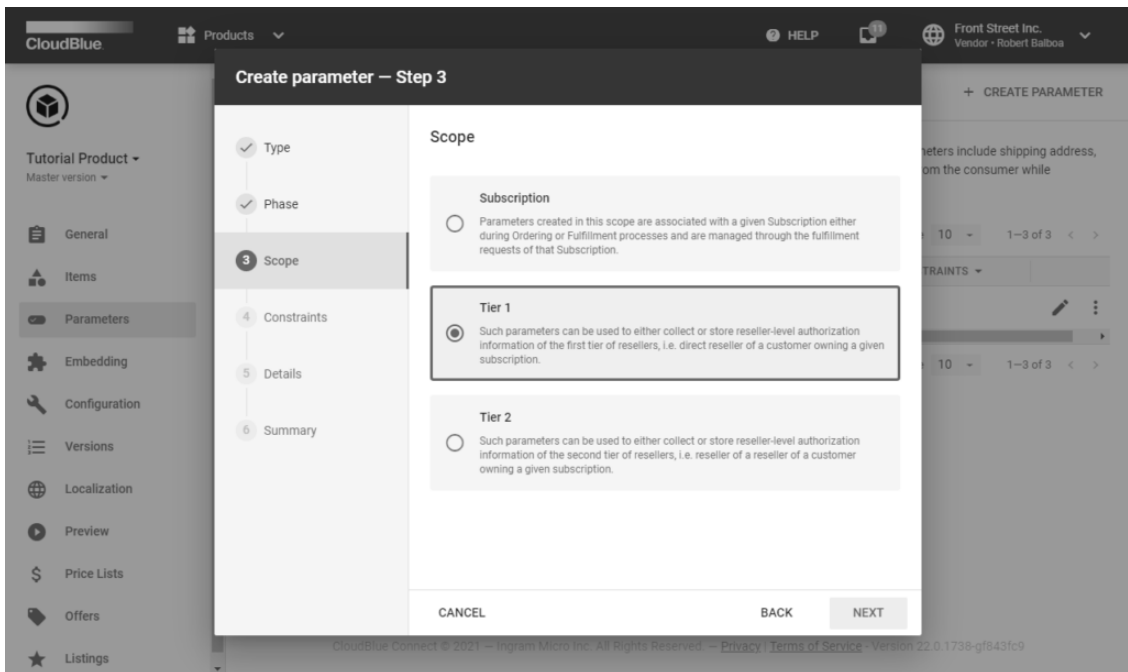 CloudBlue
Products
HELP
11
Front Street Inc.
Vendor • Robert Balboa
Create parameter — Step 3
+ CREATE PARAMETER
Tutorial Product
Master version
General
Items
Parameters
Embedding
Configuration
Versions
Localization
Preview
Price Lists
Offers
Listings
Type
Phase
3 Scope
4 Constraints
5 Details
6 Summary
Scope
Subscription
Parameters created in this scope are associated with a given Subscription either
during Ordering or Fulfillment processes and are managed through the fulfillment
requests of that Subscription.
Tier 1
Such parameters can be used to either collect or store reseller-level authorization
information of the first tier of resellers, i.e. direct reseller of a customer owning a given
subscription.
Tier 2
Such parameters can be used to either collect or store reseller-level authorization
information of the second tier of resellers, i.e. reseller of a reseller of a customer
owning a given subscription.
CANCEL
BACK
NEXT
neters include shipping address,
om the consumer while
10 1–3 of 3 < >
TRAINTS
10 1–3 of 3 < >
CloudBlue Connect © 2021 — Ingram Micro Inc. All Rights Reserved. — Privacy | Terms of Service - Version 22.0.1738-gf843fc9